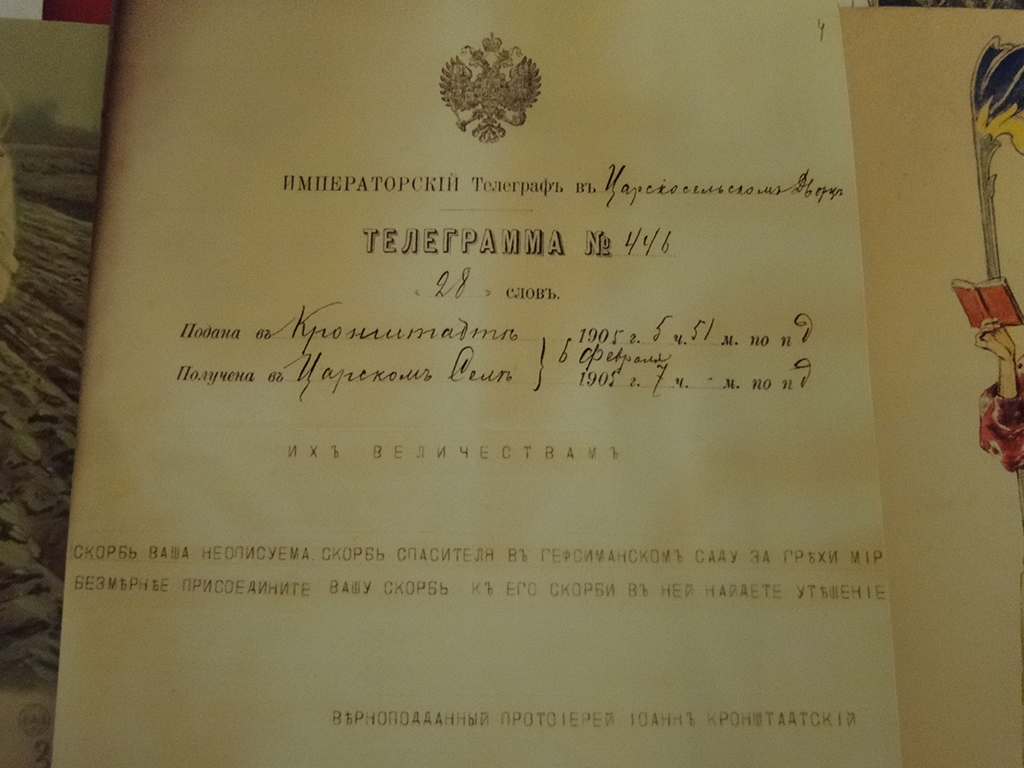 4
ИМПЕРАТОРСКІЙ Телеграфъ въ Царскосельскомъ Дворцѣ
ТЕЛЕГРАММА № 446
« 28 » словъ.
Подана въ Кронштадтѣ 1905 г. 5 ч. 51 м. по п д
6 февраля
Получена въ Царскомъ Селѣ 1905 г. 7 ч. - м. по п д
ИХЪ ВЕЛИЧЕСТВАМЪ
СКОРБЬ ВАША НЕОПИСУЕМА. СКОРБЬ СПАСИТЕЛЯ ВЪ ГЕФСИМАНСКОМЪ САДУ ЗА ГРѢХИ МІР
БЕЗМѢРНѢЕ ПРИСОЕДИНИТЕ ВАШУ СКОРБЬ КЪ ЕГО СКОРБИ ВЪ НЕЙ НАЙДЕТЕ УТѢШЕНІЕ
ВѢРНОПОДДАННЫЙ ПРОТОІЕРЕЙ ІОАННЪ КРОНШТАДТСКІЙ